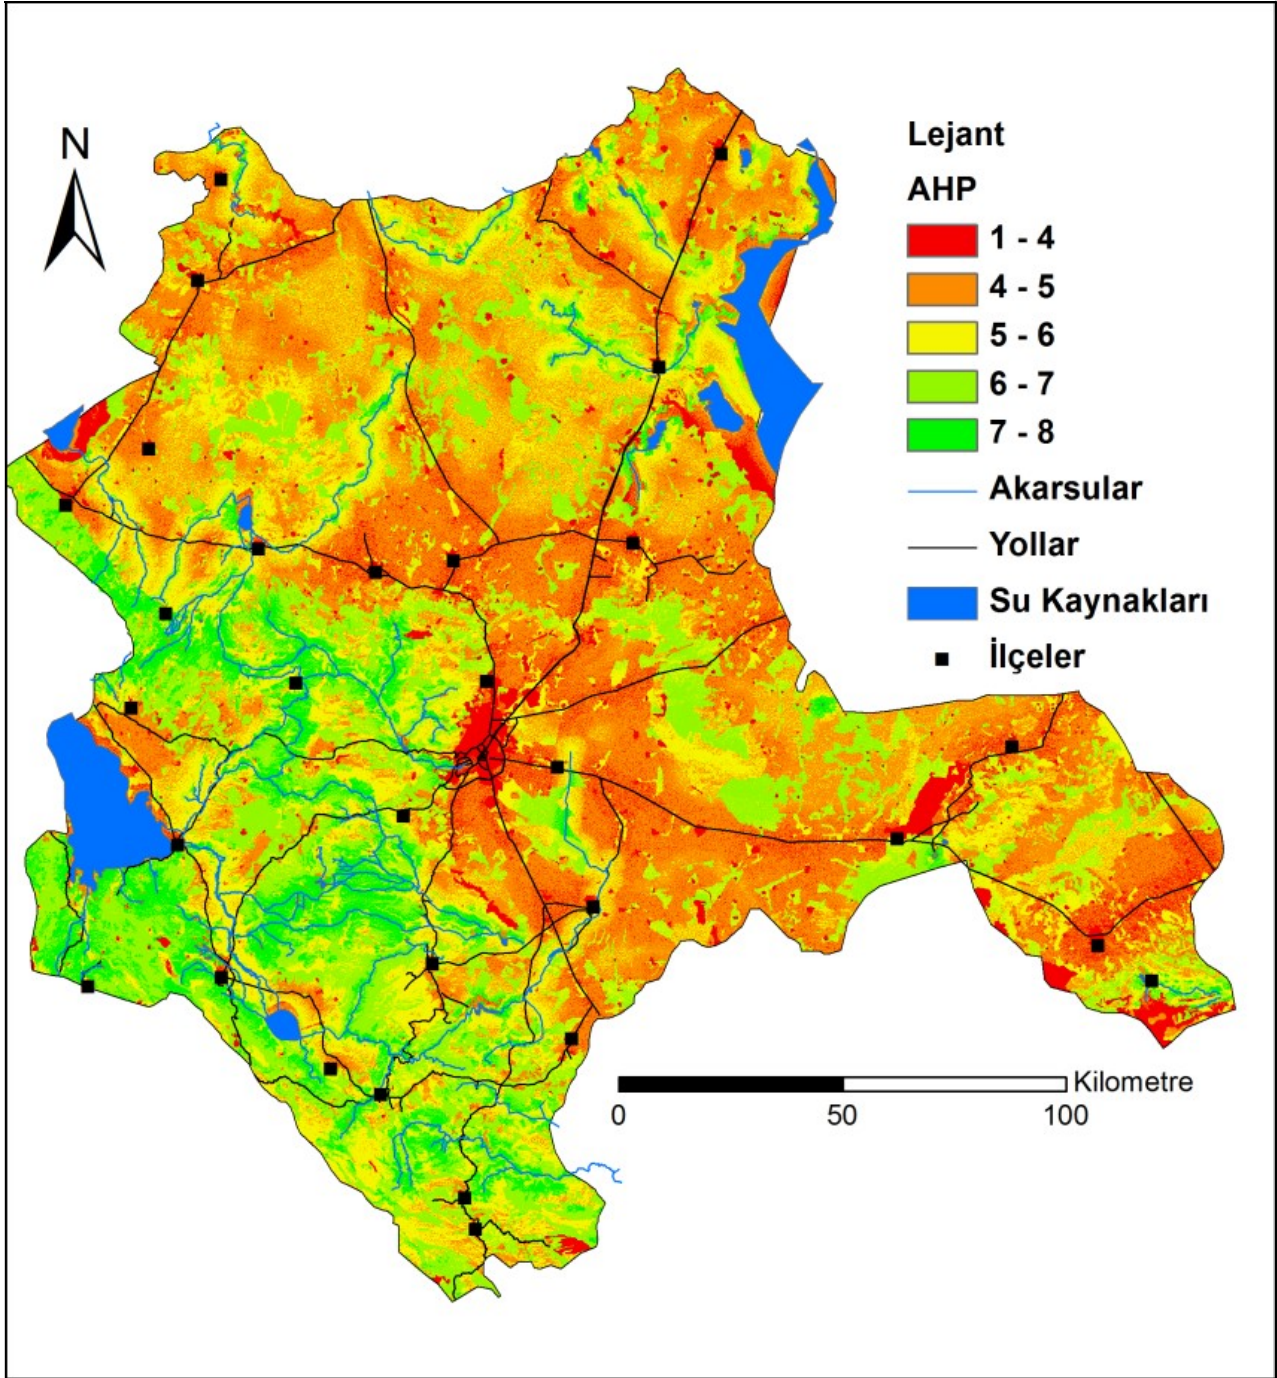 N
Lejant
AHP
1 - 4
4 - 5
5 - 6
6 - 7
7 - 8
Akarsular
Yollar
Su Kaynakları
İlçeler
Kilometre
0 50 100